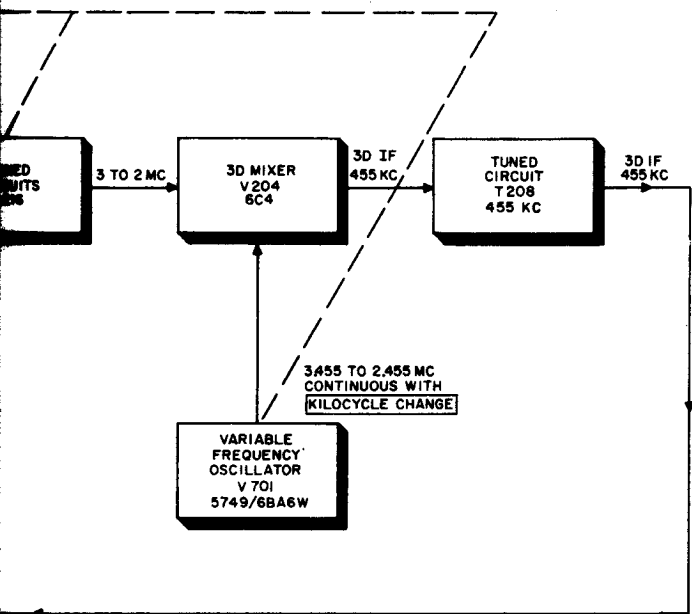 UITS
3 TO 2 MC
3D MIXER
V 204
6C4
3D IF
455 KC
TUNED
CIRCUIT
T 208
455 KC
3D IF
455 KC
3.455 TO 2.455 MC
CONTINUOUS WITH
KILOCYCLE CHANGE
VARIABLE
FREQUENCY
OSCILLATOR
V 701
5749/6BA6W